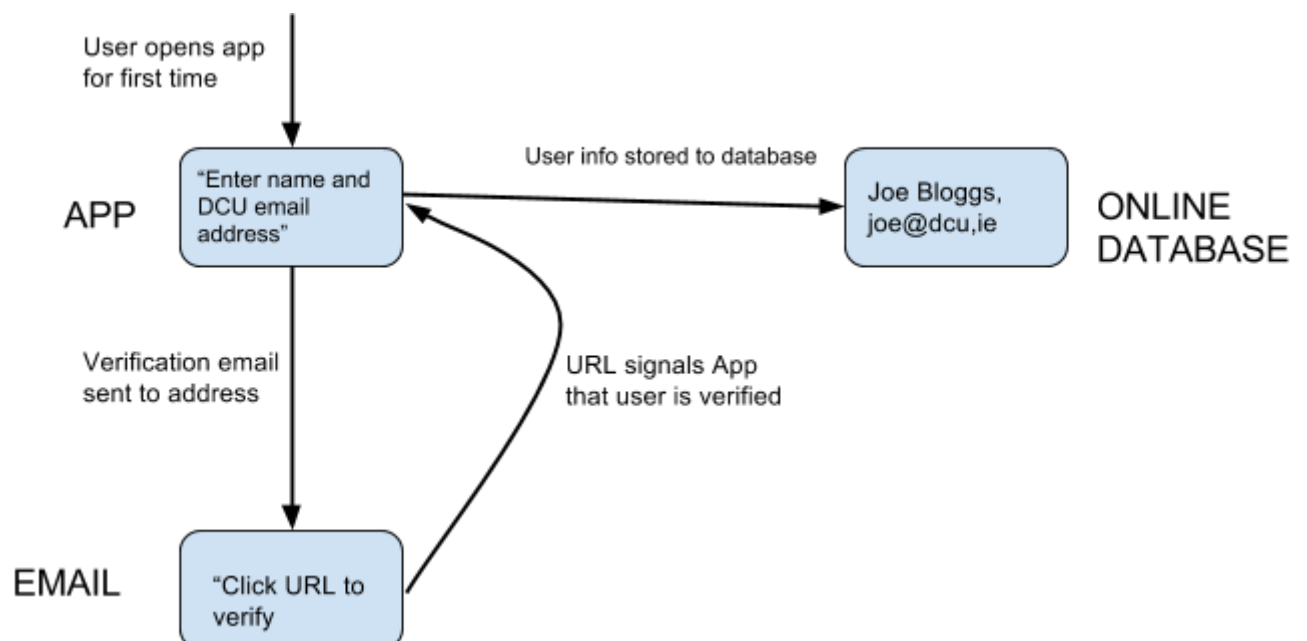 User opens app
for first time
APP
“Enter name and
DCU email
address”
User info stored to database
Joe Bloggs,
joe@dcu,ie
ONLINE
DATABASE
Verification email
sent to address
URL signals App
that user is verified
EMAIL
“Click URL to
verify